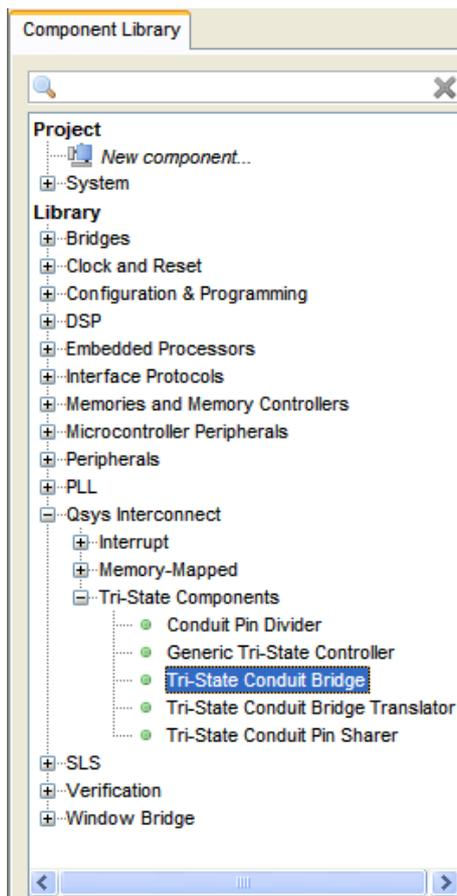 Component Library
Project
New component...
System
Library
Bridges
Clock and Reset
Configuration & Programming
DSP
Embedded Processors
Interface Protocols
Memories and Memory Controllers
Microcontroller Peripherals
Peripherals
PLL
Qsys Interconnect
Interrupt
Memory-Mapped
Tri-State Components
Conduit Pin Divider
Generic Tri-State Controller
Tri-State Conduit Bridge
Tri-State Conduit Bridge Translator
Tri-State Conduit Pin Sharer
SLS
Verification
Window Bridge